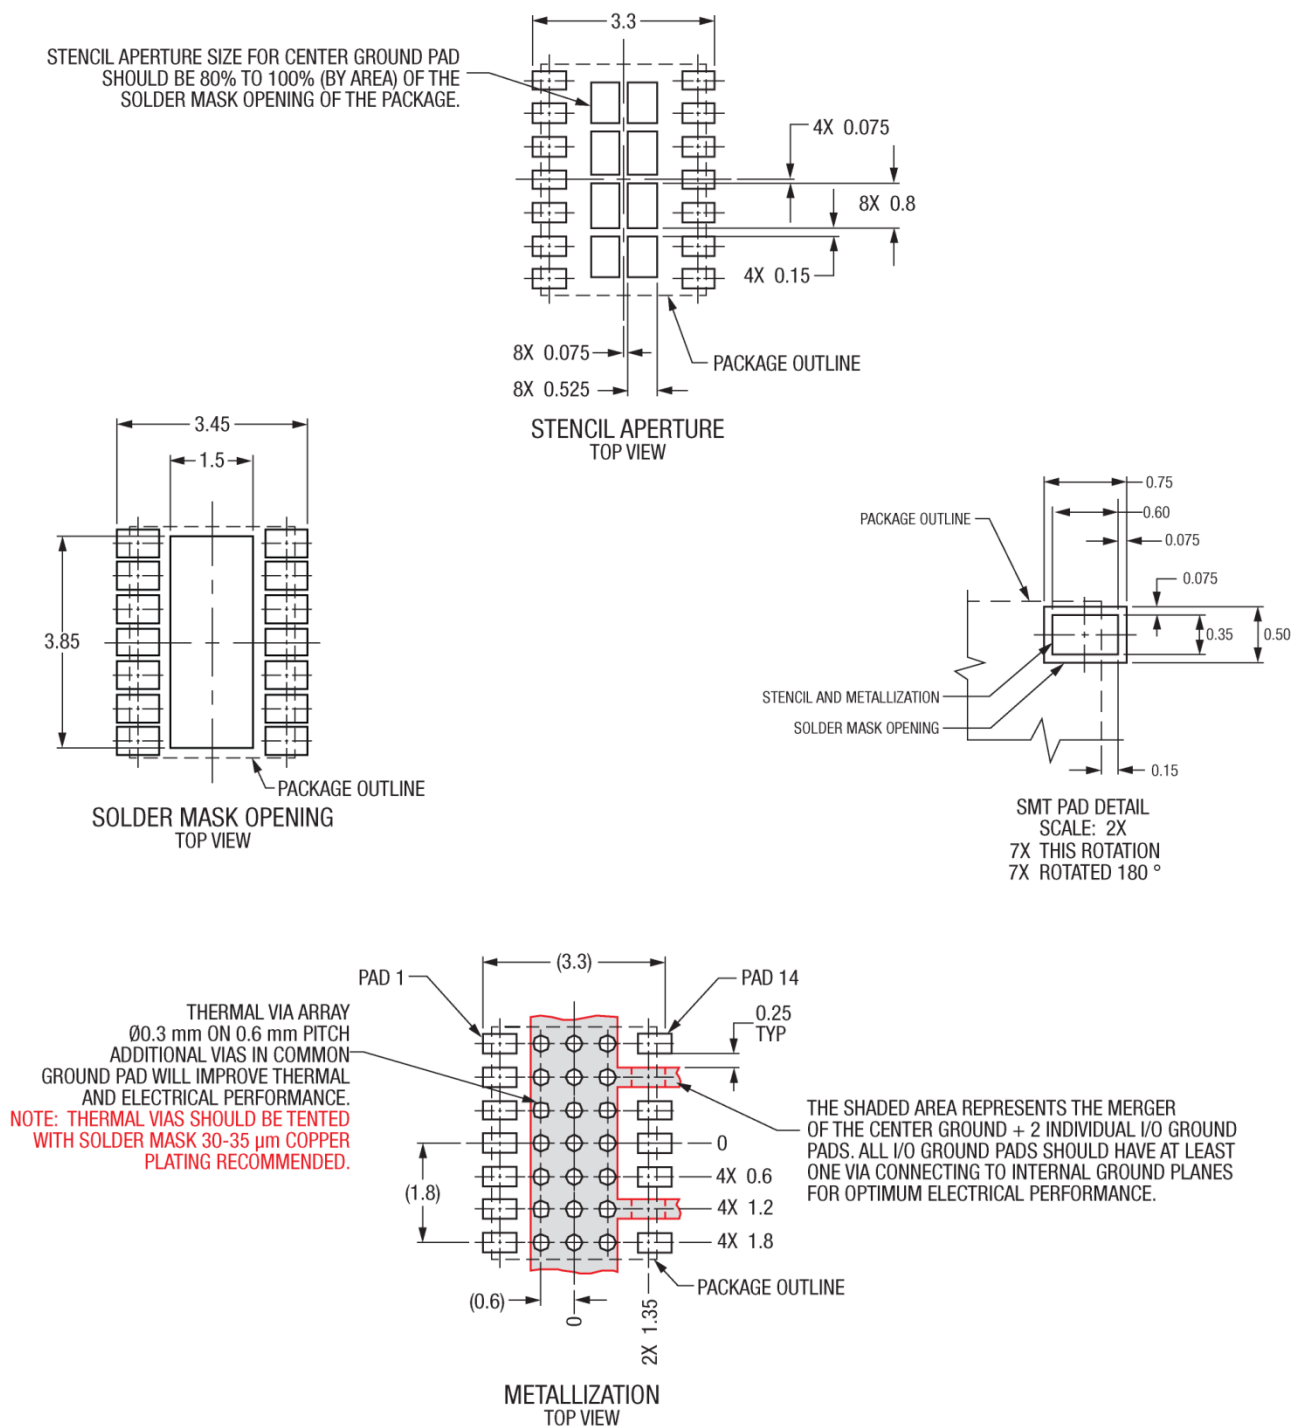 3.3
STENCIL APERTURE SIZE FOR CENTER GROUND PAD
SHOULD BE 80% TO 100% (BY AREA) OF THE
SOLDER MASK OPENING OF THE PACKAGE.
4X 0.075
8X 0.8
4X 0.15
8X 0.075
PACKAGE OUTLINE
8X 0.525
STENCIL APERTURE
TOP VIEW
3.45
1.5
3.85
PACKAGE OUTLINE
SOLDER MASK OPENING
TOP VIEW
0.75
PACKAGE OUTLINE
0.60
0.075
0.075
0.35
0.50
STENCIL AND METALLIZATION
SOLDER MASK OPENING
0.15
SMT PAD DETAIL
SCALE: 2X
7X THIS ROTATION
7X ROTATED 180 °
(3.3)
PAD 1
PAD 14
THERMAL VIA ARRAY
Ø0.3 mm ON 0.6 mm PITCH
ADDITIONAL VIAS IN COMMON
GROUND PAD WILL IMPROVE THERMAL
AND ELECTRICAL PERFORMANCE.
NOTE: THERMAL VIAS SHOULD BE TENTED
WITH SOLDER MASK 30-35 µm COPPER
PLATING RECOMMENDED.
0.25
TYP
THE SHADED AREA REPRESENTS THE MERGER
OF THE CENTER GROUND + 2 INDIVIDUAL I/O GROUND
PADS. ALL I/O GROUND PADS SHOULD HAVE AT LEAST
ONE VIA CONNECTING TO INTERNAL GROUND PLANES
FOR OPTIMUM ELECTRICAL PERFORMANCE.
0
4X 0.6
(1.8)
4X 1.2
4X 1.8
PACKAGE OUTLINE
(0.6)
0
2X 1.35
METALLIZATION
TOP VIEW